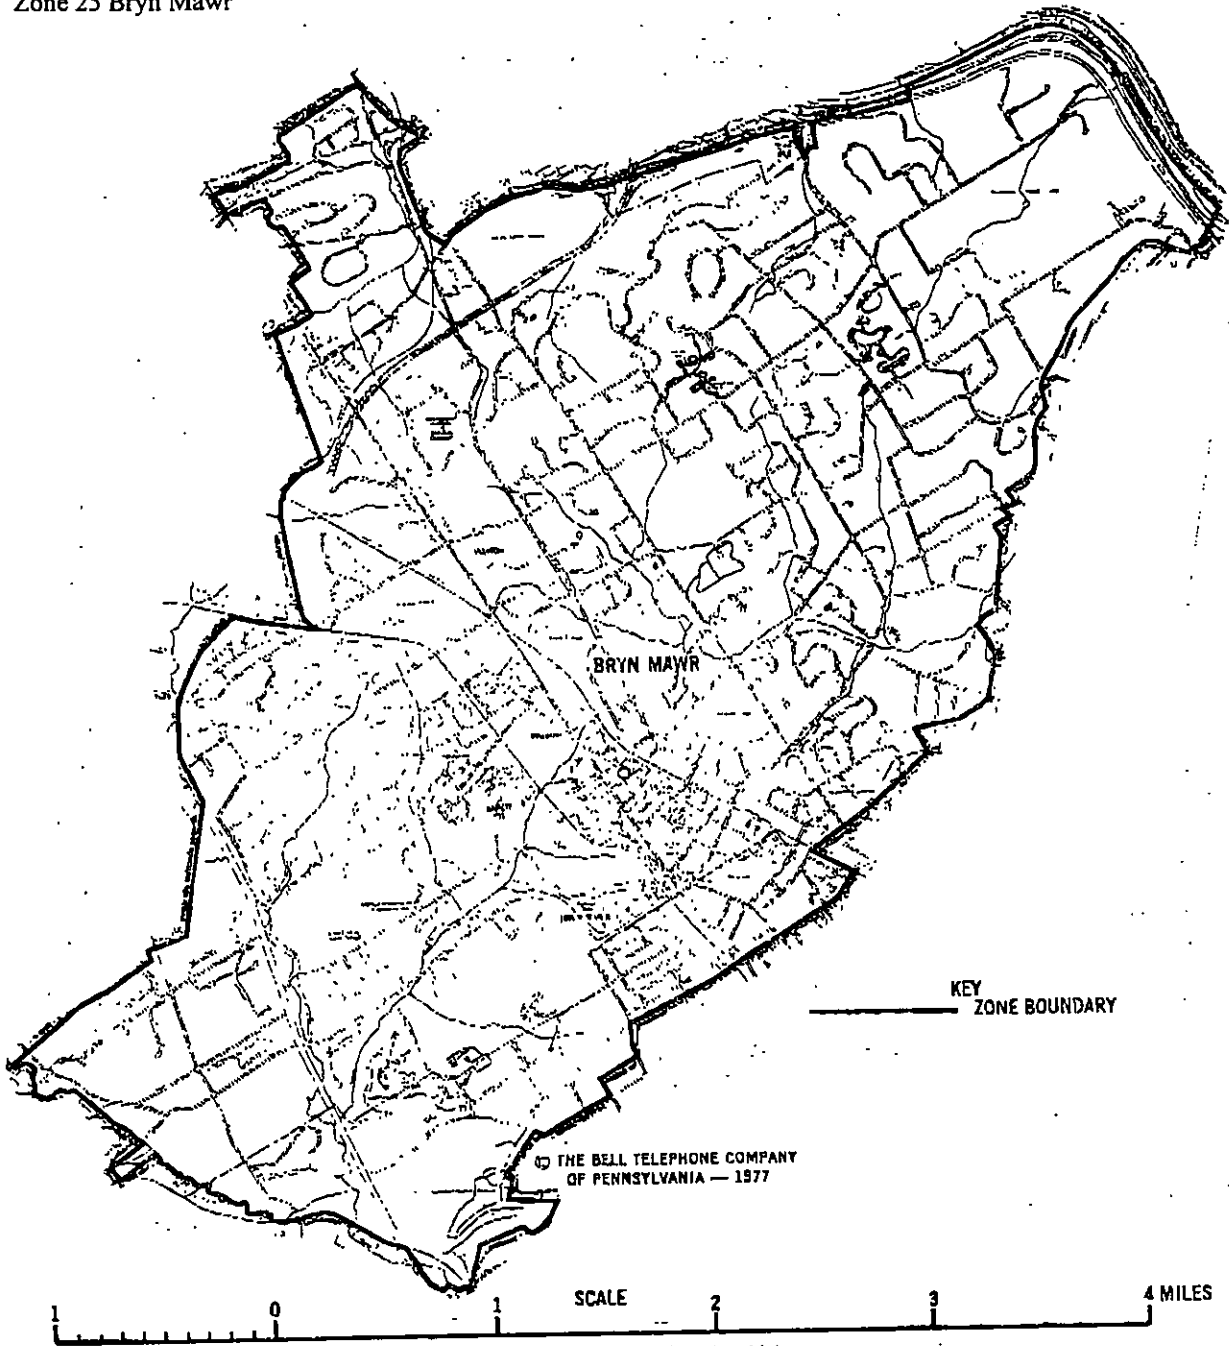 Zone 25 Bryn Mawr
BRYN MAWR
KEY
ZONE BOUNDARY
© THE BELL TELEPHONE COMPANY
OF PENNSYLVANIA — 1977
SCALE
1 0 1 2 3 4 MILES